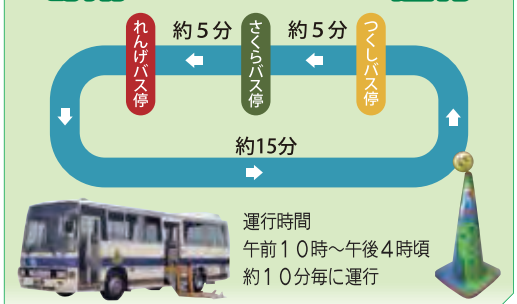 れんげバス停
約５分
さくらバス停
約５分
つくしバス停
約15分
運行時間
午前１０時～午後４時頃
約１０分毎に運行